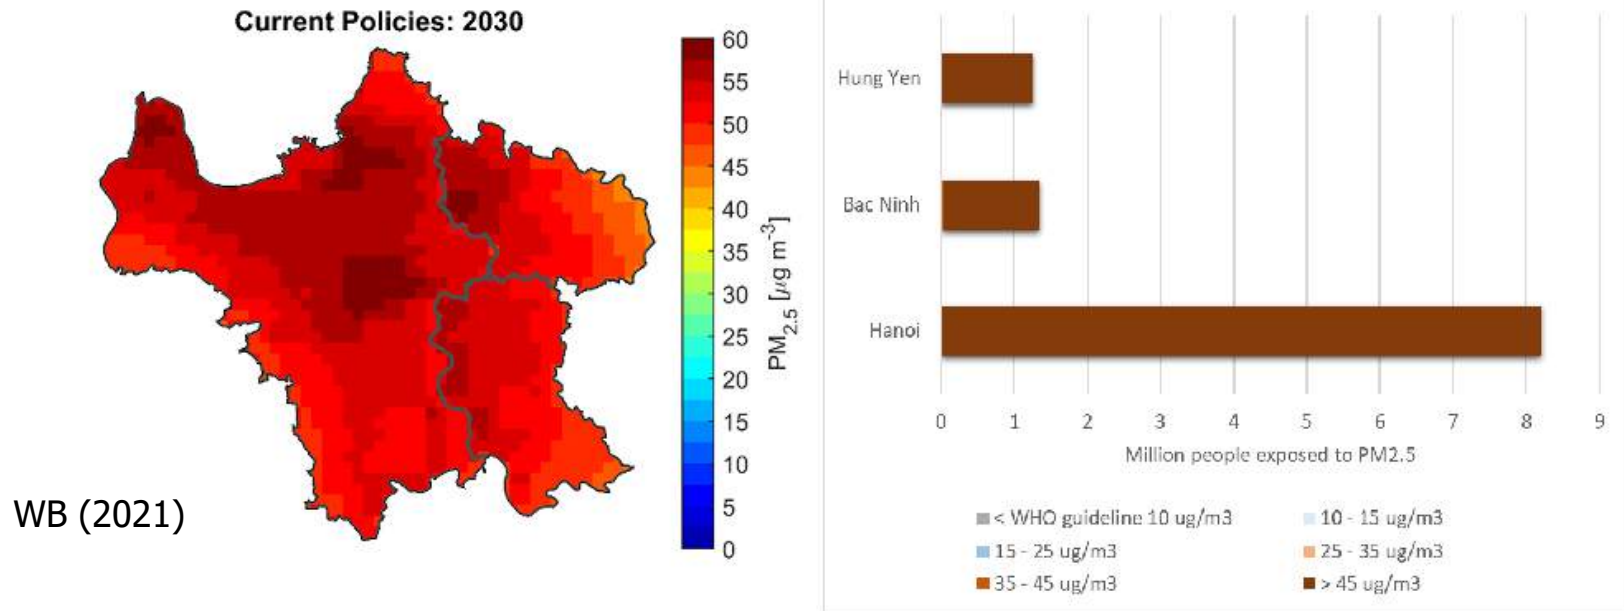 Current Policies: 2030
60
55
50
45
40
35
30
25
20
15
10
5
0
PM2.5 [μg m-3]
WB (2021)
Hung Yen
Bac Ninh
Hanoi
0 1 2 3 4 5 6 7 8 9
Million people exposed to PM2.5
< WHO guideline 10 ug/m3
10 - 15 ug/m3
15 - 25 ug/m3
25 - 35 ug/m3
35 - 45 ug/m3
> 45 ug/m3